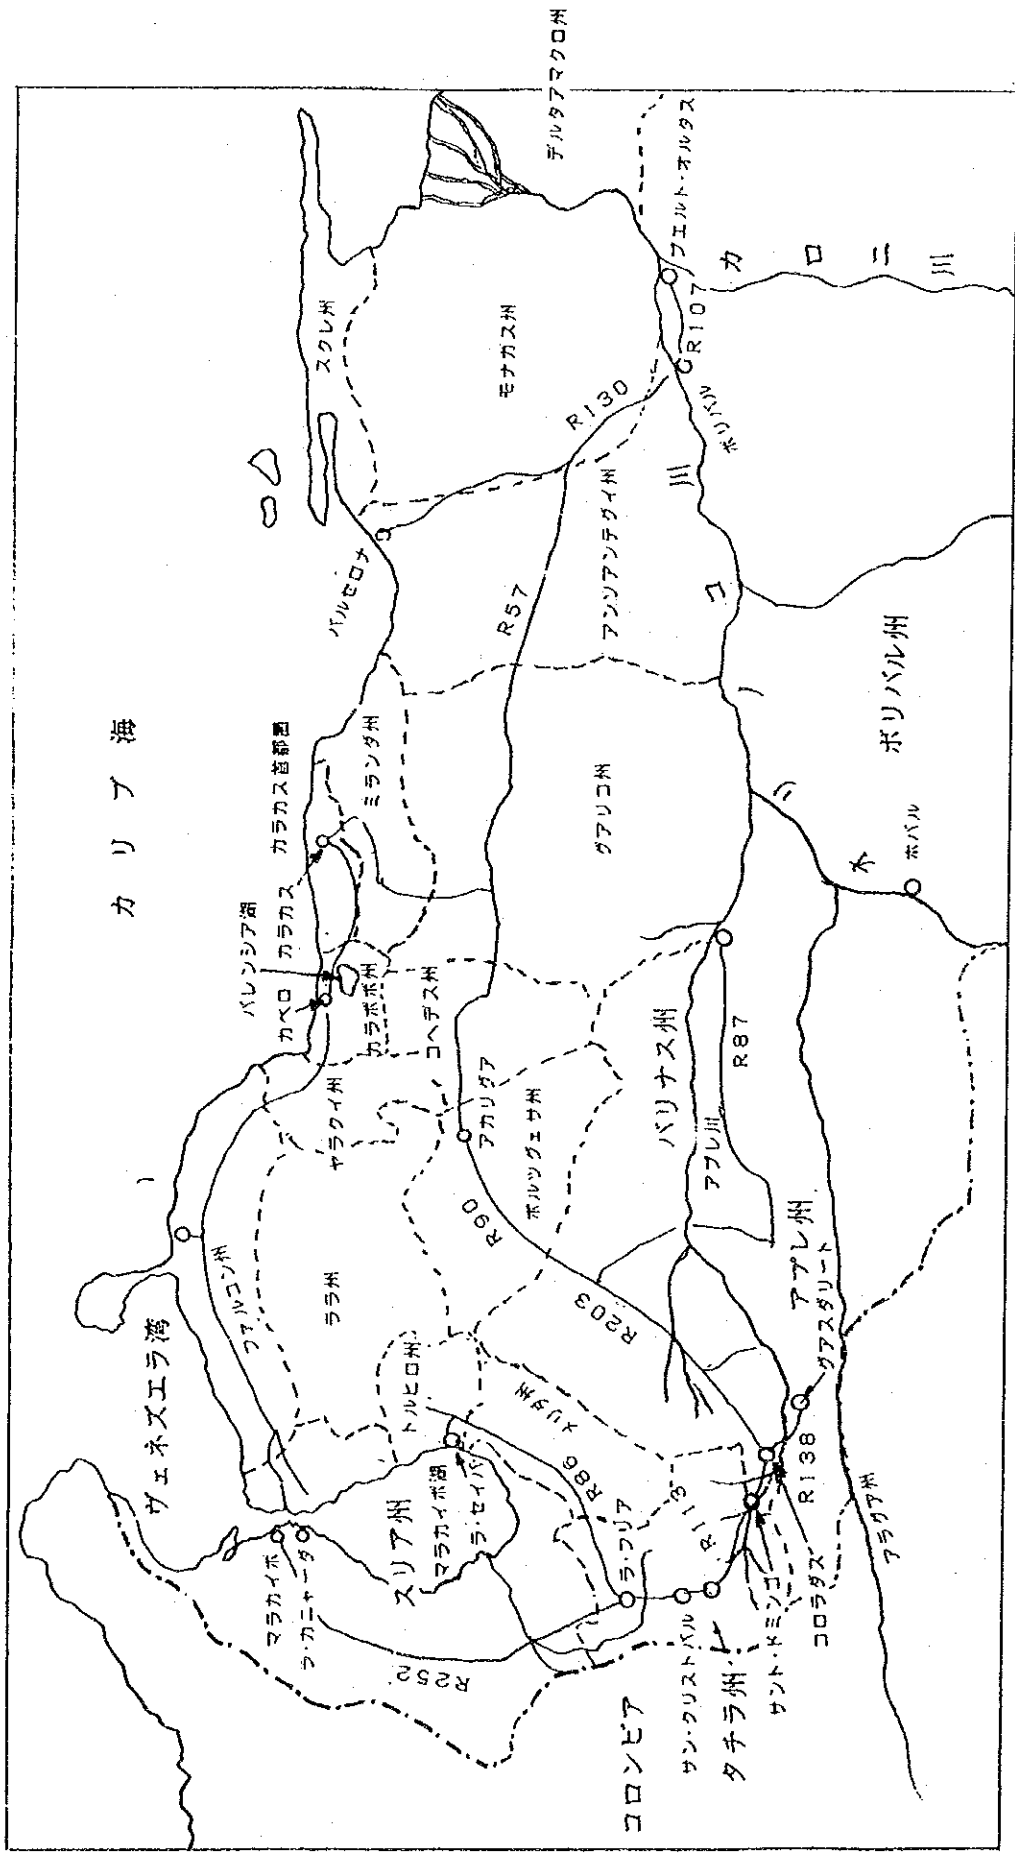 カリブ海
ヴェネズエラ湾
マラカイボ
ラ・カニャーダ
R252
スリア州
マラカイボ湖
ラ・セイバ
コロンビア
ファルコン州
ララ州
トルヒロ州
メリダ州
R86
ラ・フリア
サン・クリストバル
タチラ州
R113
サント・ドミンゴ
コロラダス
R138
グアスダリート
アプレ州
アラグア州
R203
R90
アカリグア
ポルツゲェサ州
バリナス州
アプレ川
R87
ヤラクイ州
カラボボ州
コヘデス州
バレンシア湖
カベロ
カラカス
カラカス首都圏
ミランダ州
グアリコ州
R57
バルセロナ
アンソアンテグイ州
スクレ州
モナガス州
R130
R107
ボリバル
プエルト・オルダス
デルタアマクロ州
カロニ川
オリノコ川
ボリバル州
ホバル